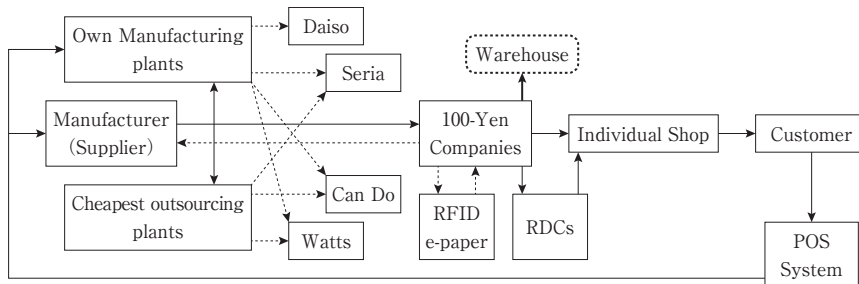 Own Manufacturing
plants
Daiso
Seria
Warehouse
Manufacturer
(Supplier)
100-Yen
Companies
Individual Shop
Customer
Cheapest outsourcing
plants
Can Do
Watts
RFID
e-paper
RDCs
POS
System